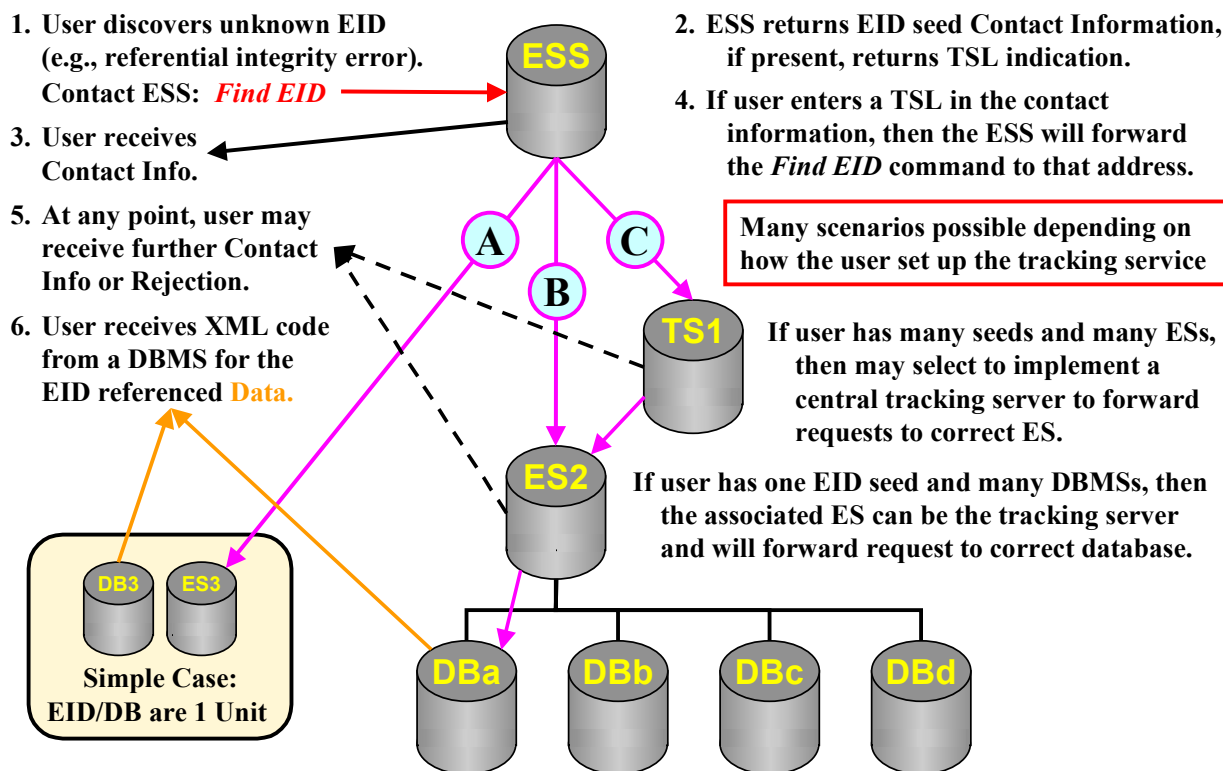 1. User discovers unknown EID
(e.g., referential integrity error).
Contact ESS: Find EID
ESS
2. ESS returns EID seed Contact Information,
if present, returns TSL indication.
3. User receives
Contact Info.
4. If user enters a TSL in the contact
information, then the ESS will forward
the Find EID command to that address.
5. At any point, user may
receive further Contact
Info or Rejection.
A
B
C
Many scenarios possible depending on
how the user set up the tracking service
6. User receives XML code
from a DBMS for the
EID referenced Data.
TS1
If user has many seeds and many ESs,
then may select to implement a
central tracking server to forward
requests to correct ES.
ES2
If user has one EID seed and many DBMSs, then
the associated ES can be the tracking server
and will forward request to correct database.
DB3
ES3
Simple Case:
EID/DB are 1 Unit
DBa
DBb
DBc
DBd